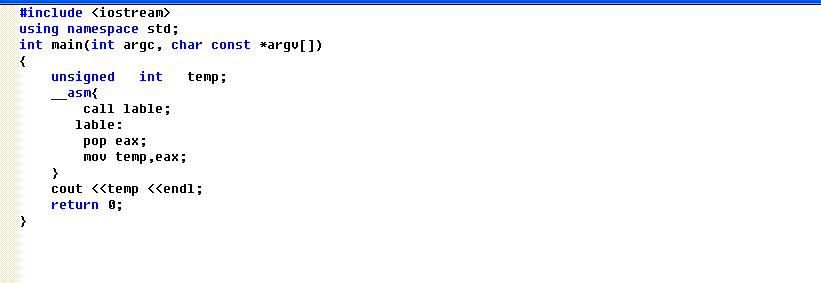 #include <iostream>
using namespace std;
int main(int argc, char const *argv[])
{
    unsigned   int   temp;
    __asm{
        call lable;
       lable:
        pop eax;
        mov temp,eax;
    }
    cout <<temp <<endl;
    return 0;
}